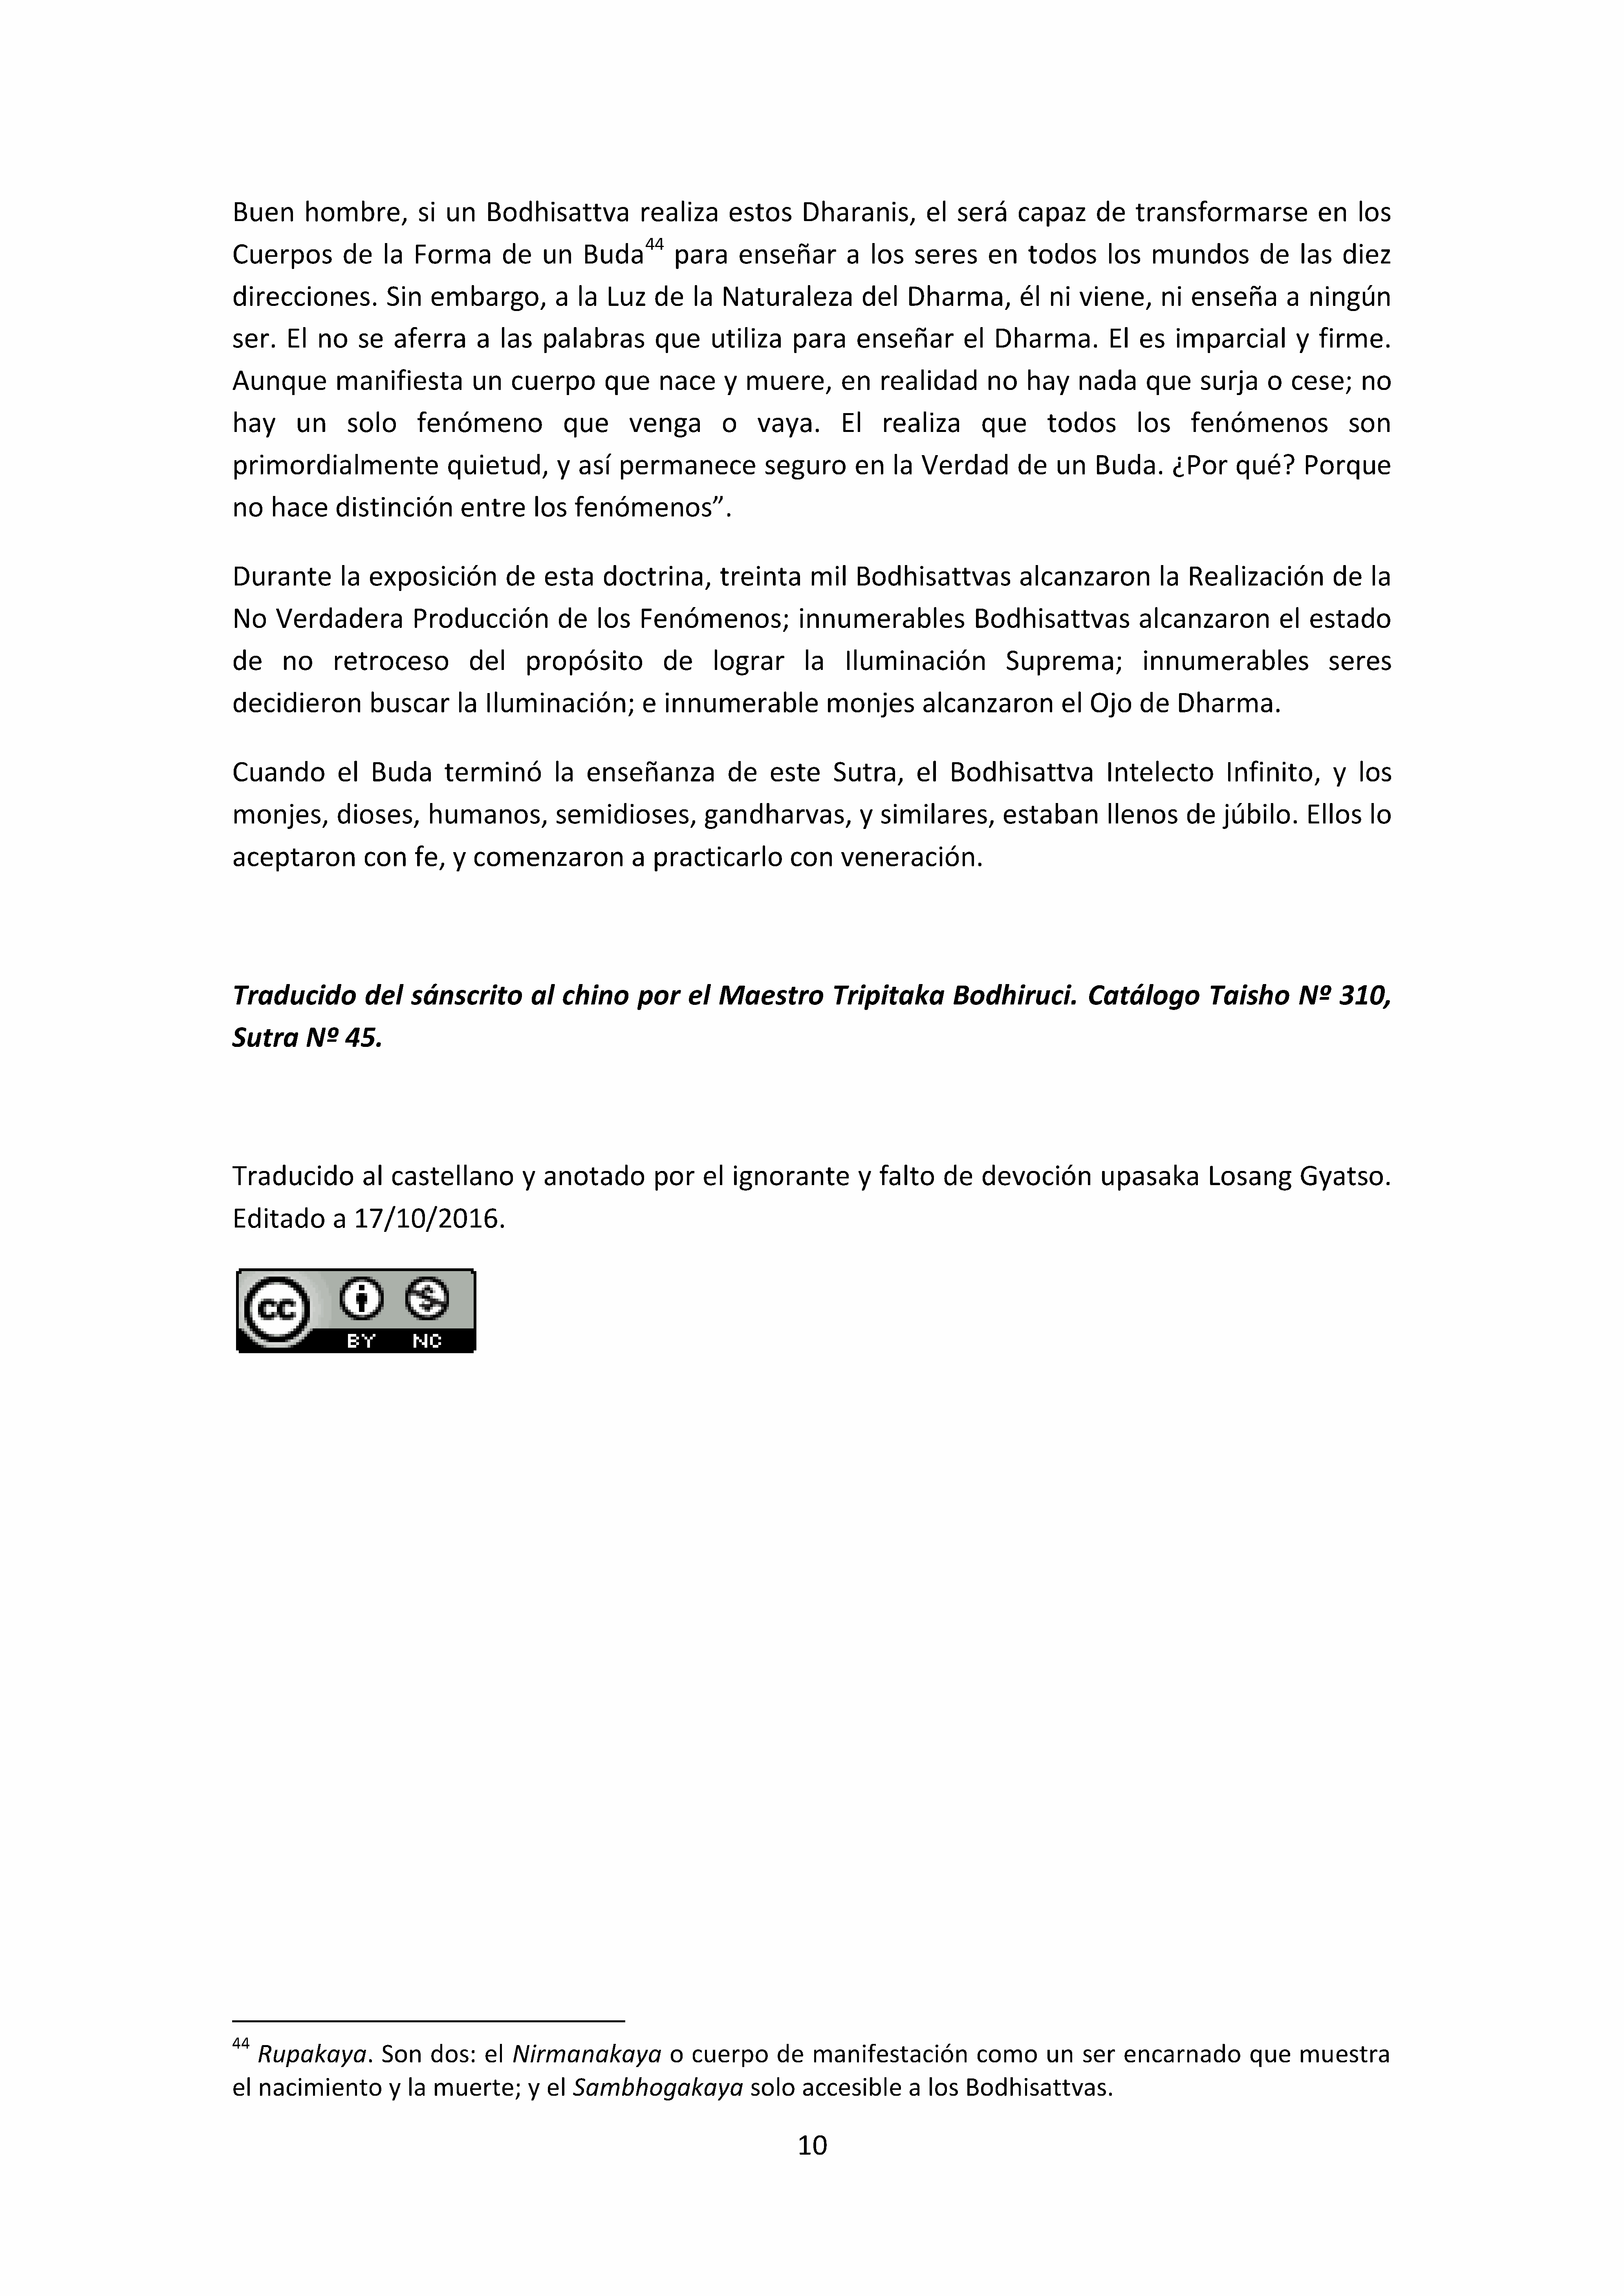 Buen hombre, si un Bodhisattva realiza estos Dharanis, el será capaz de transformarse en los
Cuerpos de la Forma de un Buda44 para enseñar a los seres en todos los mundos de las diez
direcciones. Sin embargo, a la Luz de la Naturaleza del Dharma, él ni viene, ni enseña a ningún
ser. El no se aferra a las palabras que utiliza para enseñar el Dharma. El es imparcial y firme.
Aunque manifiesta un cuerpo que nace y muere, en realidad no hay nada que surja o cese; no
hay un solo fenómeno que venga o vaya. El realiza que todos los fenómenos son
primordialmente quietud, y así permanece seguro en la Verdad de un Buda. ¿Por qué? Porque
no hace distinción entre los fenómenos”.
Durante la exposición de esta doctrina, treinta mil Bodhisattvas alcanzaron la Realización de la
No Verdadera Producción de los Fenómenos; innumerables Bodhisattvas alcanzaron el estado
de no retroceso del propósito de lograr la Iluminación Suprema; innumerables seres
decidieron buscar la Iluminación; e innumerable monjes alcanzaron el Ojo de Dharma.
Cuando el Buda terminó la enseñanza de este Sutra, el Bodhisattva Intelecto Infinito, y los
monjes, dioses, humanos, semidioses, gandharvas, y similares, estaban llenos de júbilo. Ellos lo
aceptaron con fe, y comenzaron a practicarlo con veneración.
Traducido del sánscrito al chino por el Maestro Tripitaka Bodhiruci. Catálogo Taisho Nº 310,
Sutra Nº 45.
Traducido al castellano y anotado por el ignorante y falto de devoción upasaka Losang Gyatso.
Editado a 17/10/2016.
CC
BY NC
44 Rupakaya. Son dos: el Nirmanakaya o cuerpo de manifestación como un ser encarnado que muestra
el nacimiento y la muerte; y el Sambhogakaya solo accesible a los Bodhisattvas.
10